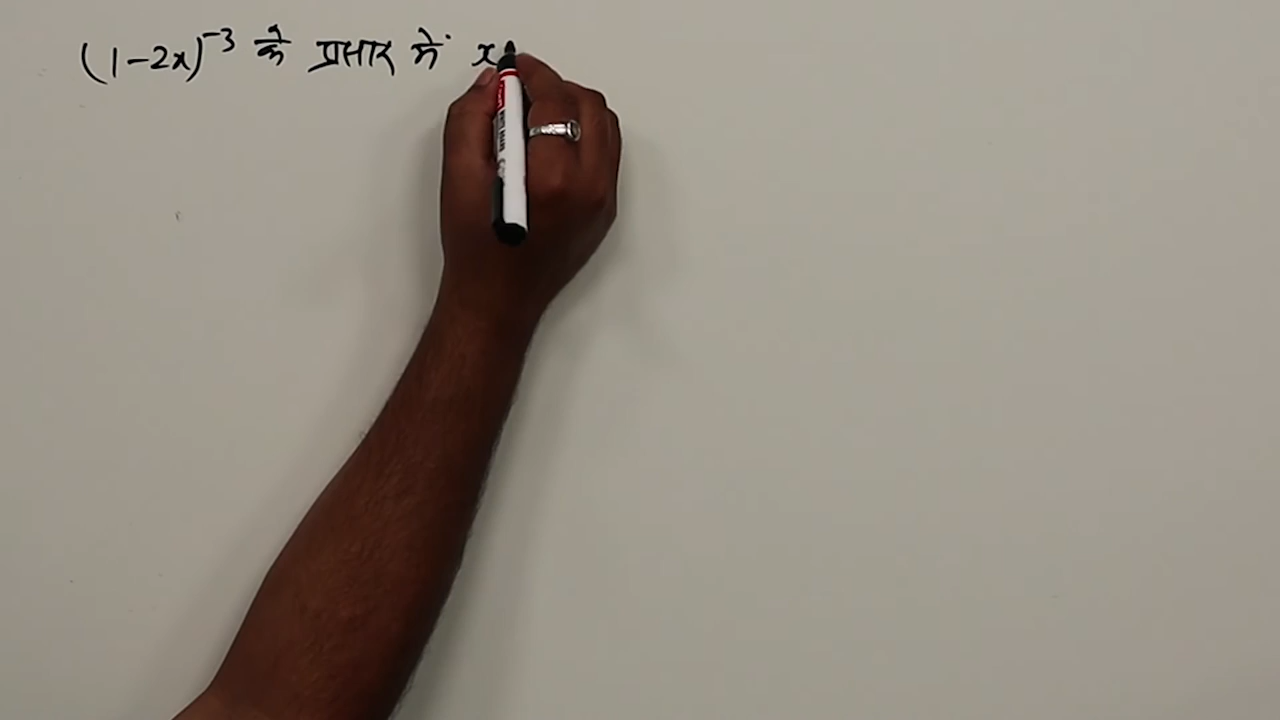 (1-2x)⁻³ के प्रसार में x